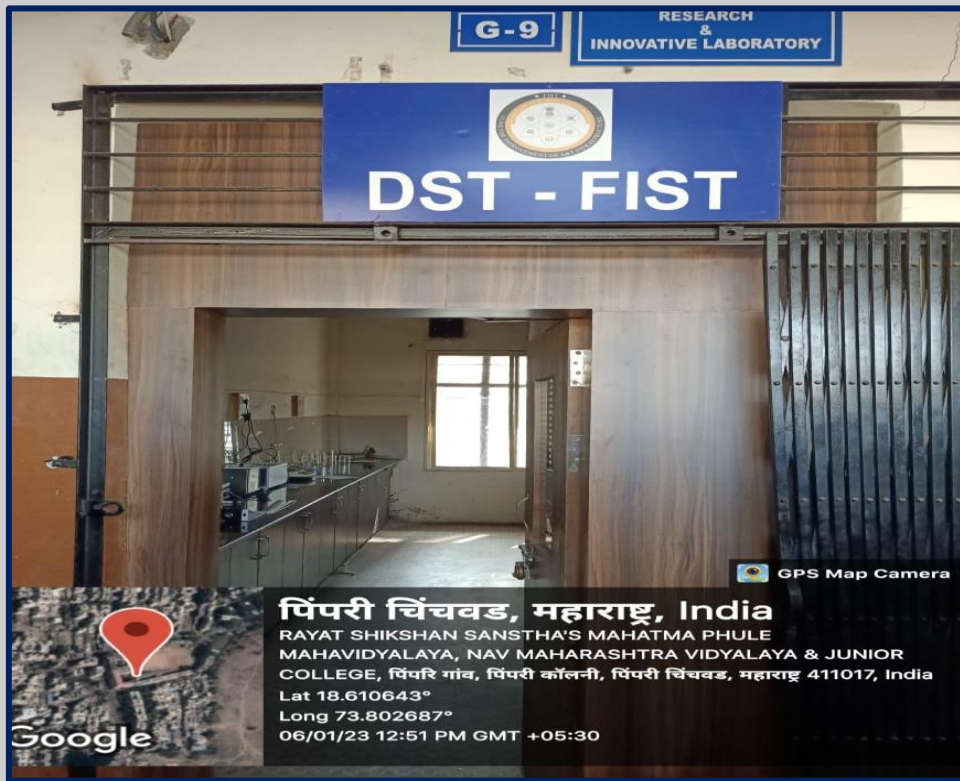 G-9
RESEARCH
&
INNOVATIVE LABORATORY
DST - FIST
GPS Map Camera
पिंपरी चिंचवड, महाराष्ट्र, India
RAYAT SHIKSHAN SANSTHA'S MAHATMA PHULE
MAHAVIDYALAYA, NAV MAHARASHTRA VIDYALAYA & JUNIOR
COLLEGE, पिंपरि गांव, पिंपरी कॉलनी, पिंपरी चिंचवड, महाराष्ट्र 411017, India
Lat 18.610643°
Long 73.802687°
06/01/23 12:51 PM GMT +05:30
Google